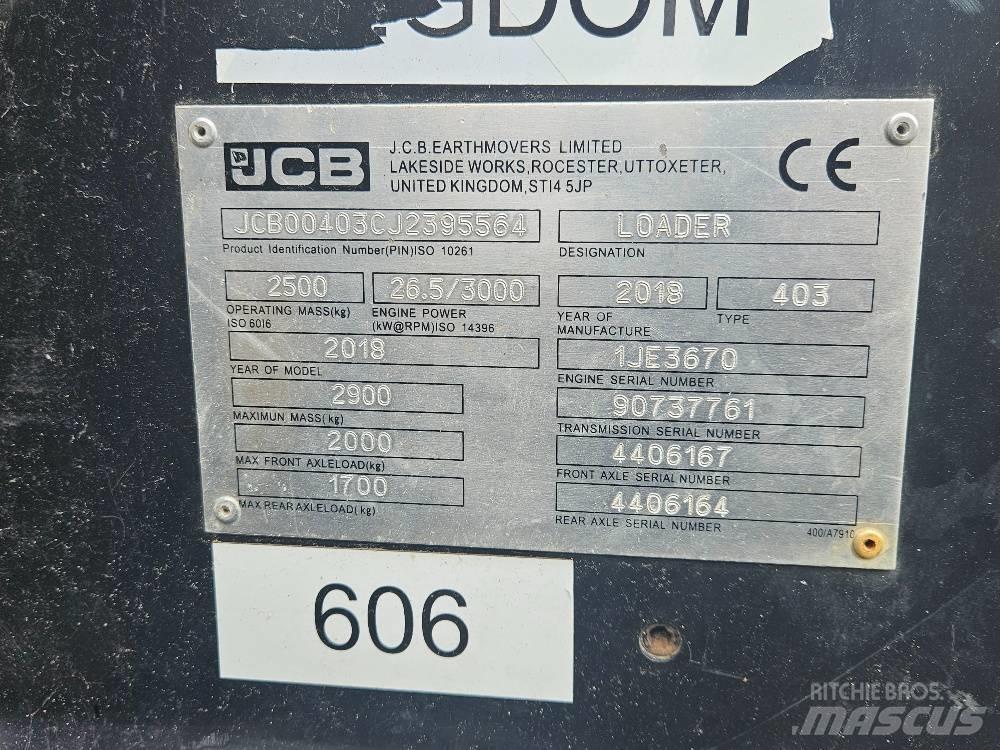 GDOM
JCB
J.C.B.EARTHMOVERS LIMITED
LAKESIDE WORKS,ROCESTER,UTTOXETER,
UNITED KINGDOM,ST14 5JP
CE
JCB00403CJ2395564
Product Identification Number(PIN)ISO 10261
LOADER
DESIGNATION
2500
OPERATING MASS(kg)
ISO 6016
26.5/3000
ENGINE POWER
(kW@RPM)ISO 14396
2018
YEAR OF
MANUFACTURE
403
TYPE
2018
YEAR OF MODEL
1JE3670
ENGINE SERIAL NUMBER
2900
MAXIMUN MASS(kg)
90737761
TRANSMISSION SERIAL NUMBER
2000
MAX FRONT AXLELOAD(kg)
4406167
FRONT AXLE SERIAL NUMBER
1700
MAX REAR AXLELOAD(kg)
4406164
REAR AXLE SERIAL NUMBER
400/A7910
606
RITCHIE BROS.
MASCUS